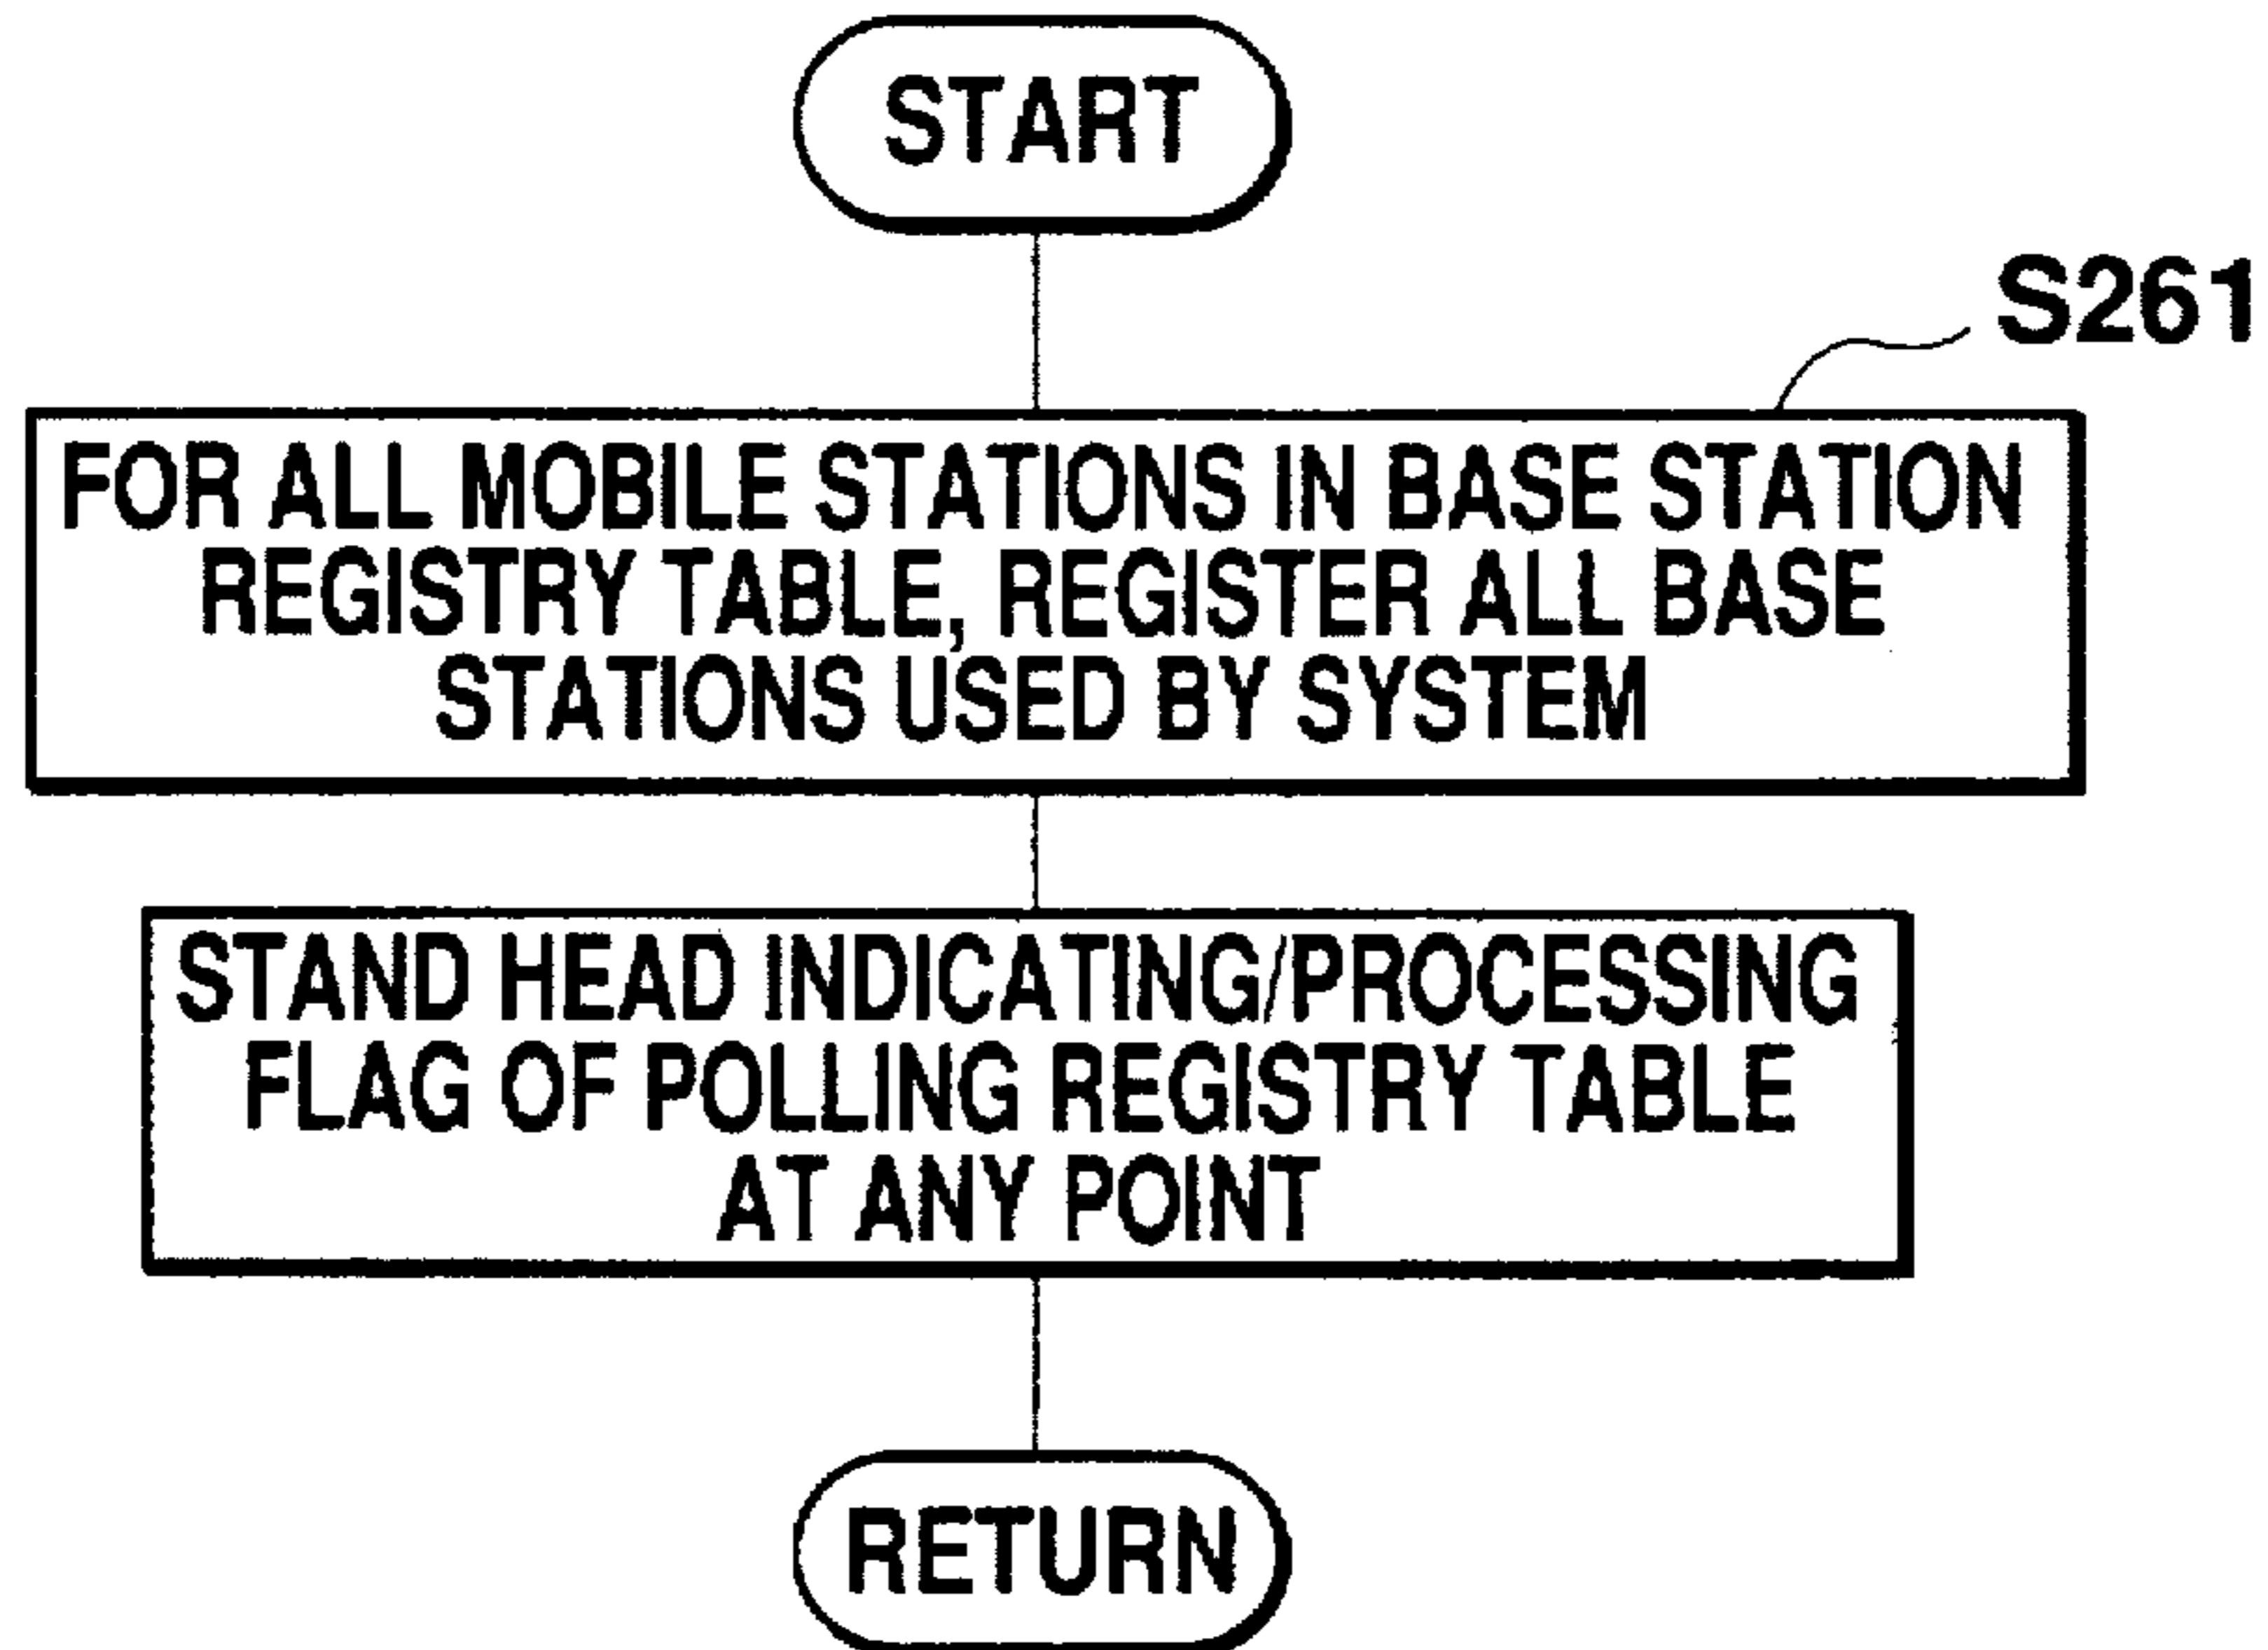 START
S261
FOR ALL MOBILE STATIONS IN BASE STATION
REGISTRY TABLE, REGISTER ALL BASE
STATIONS USED BY SYSTEM
STAND HEAD INDICATING/PROCESSING
FLAG OF POLLING REGISTRY TABLE
AT ANY POINT
RETURN